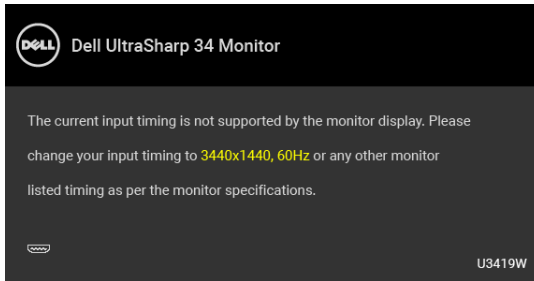 DELL Dell UltraSharp 34 Monitor
The current input timing is not supported by the monitor display. Please
change your input timing to 3440x1440, 60Hz or any other monitor
listed timing as per the monitor specifications.
U3419W